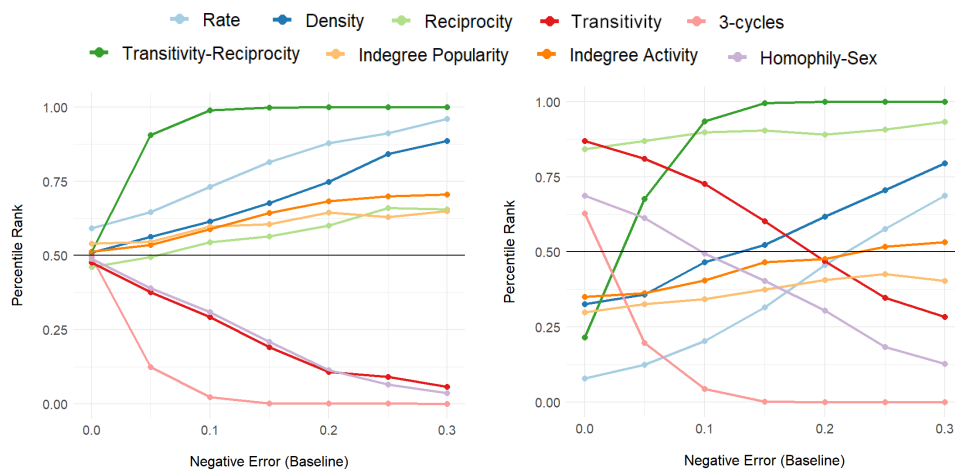 Rate Density Reciprocity Transitivity 3-cycles
Transitivity-Reciprocity Indegree Popularity Indegree Activity Homophily-Sex
1.00
0.75
0.50
0.25
0.00
Percentile Rank
0.0 0.1 0.2 0.3
Negative Error (Baseline)
1.00
0.75
0.50
0.25
0.00
Percentile Rank
0.0 0.1 0.2 0.3
Negative Error (Baseline)